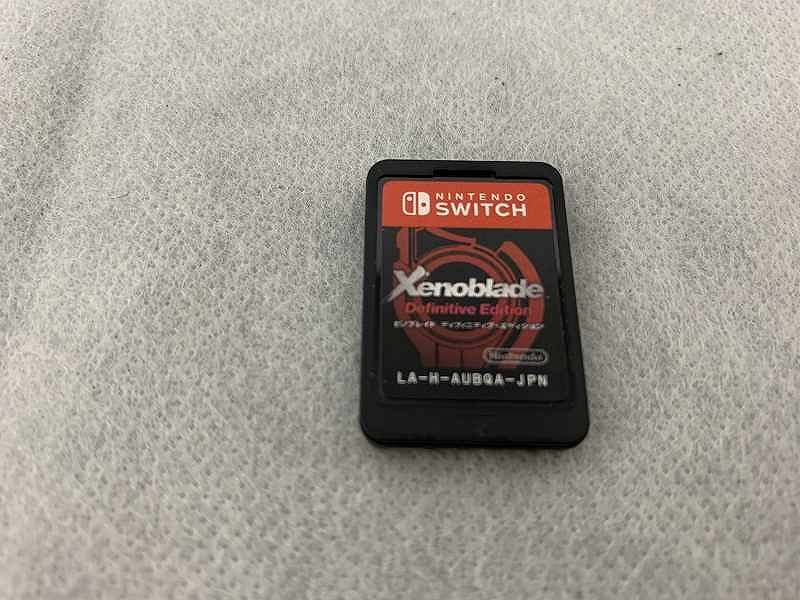 NINTENDO
SWITCH
Xenoblade
Definitive Edition
ゼノブレイド ディフィニティブ・エディション
Nintendo
LA-H-AUBQA-JPN